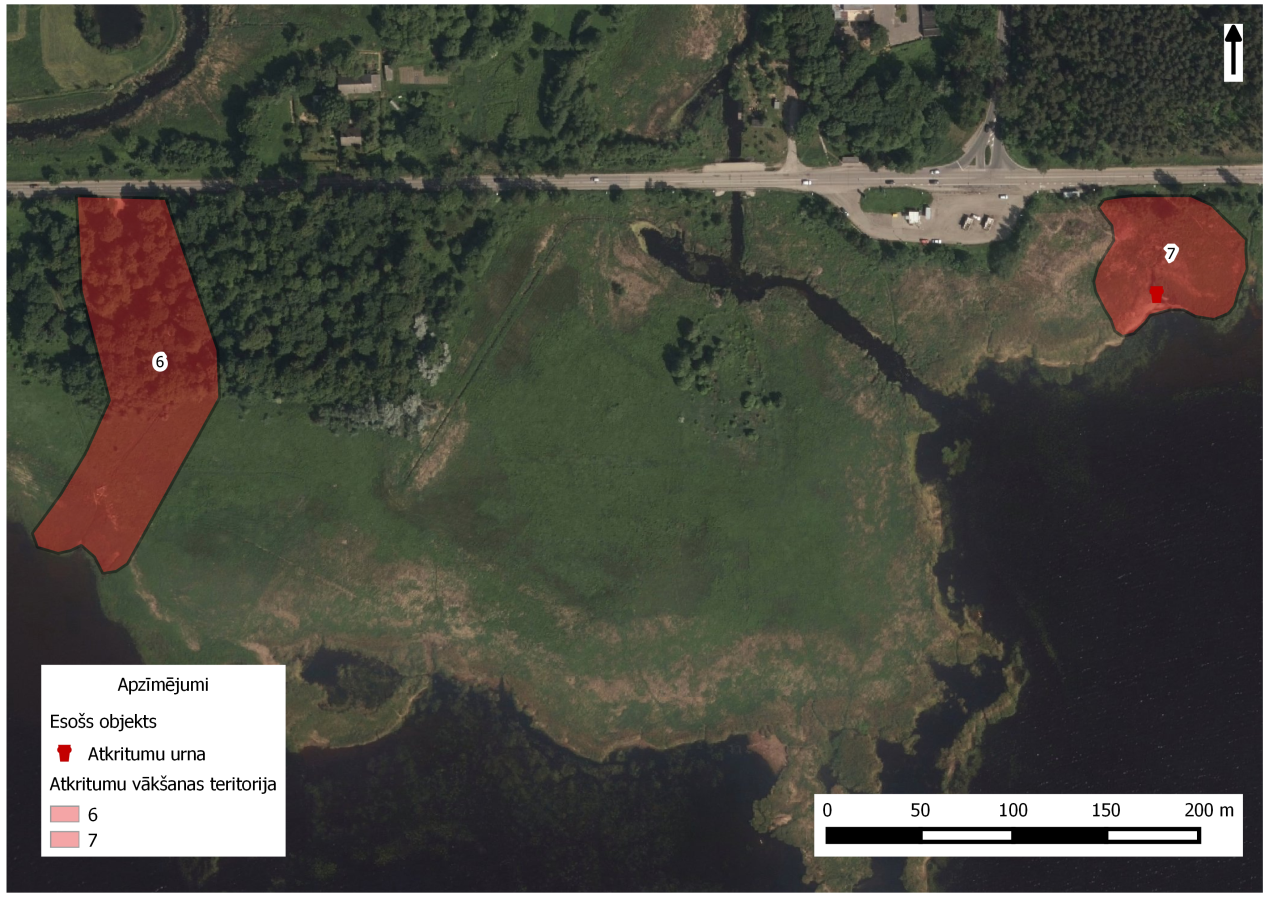 7
6
Apzīmējumi
Esošs objekts
Atkritumu urna
Atkritumu vākšanas teritorija
6
7
0 50 100 150 200 m